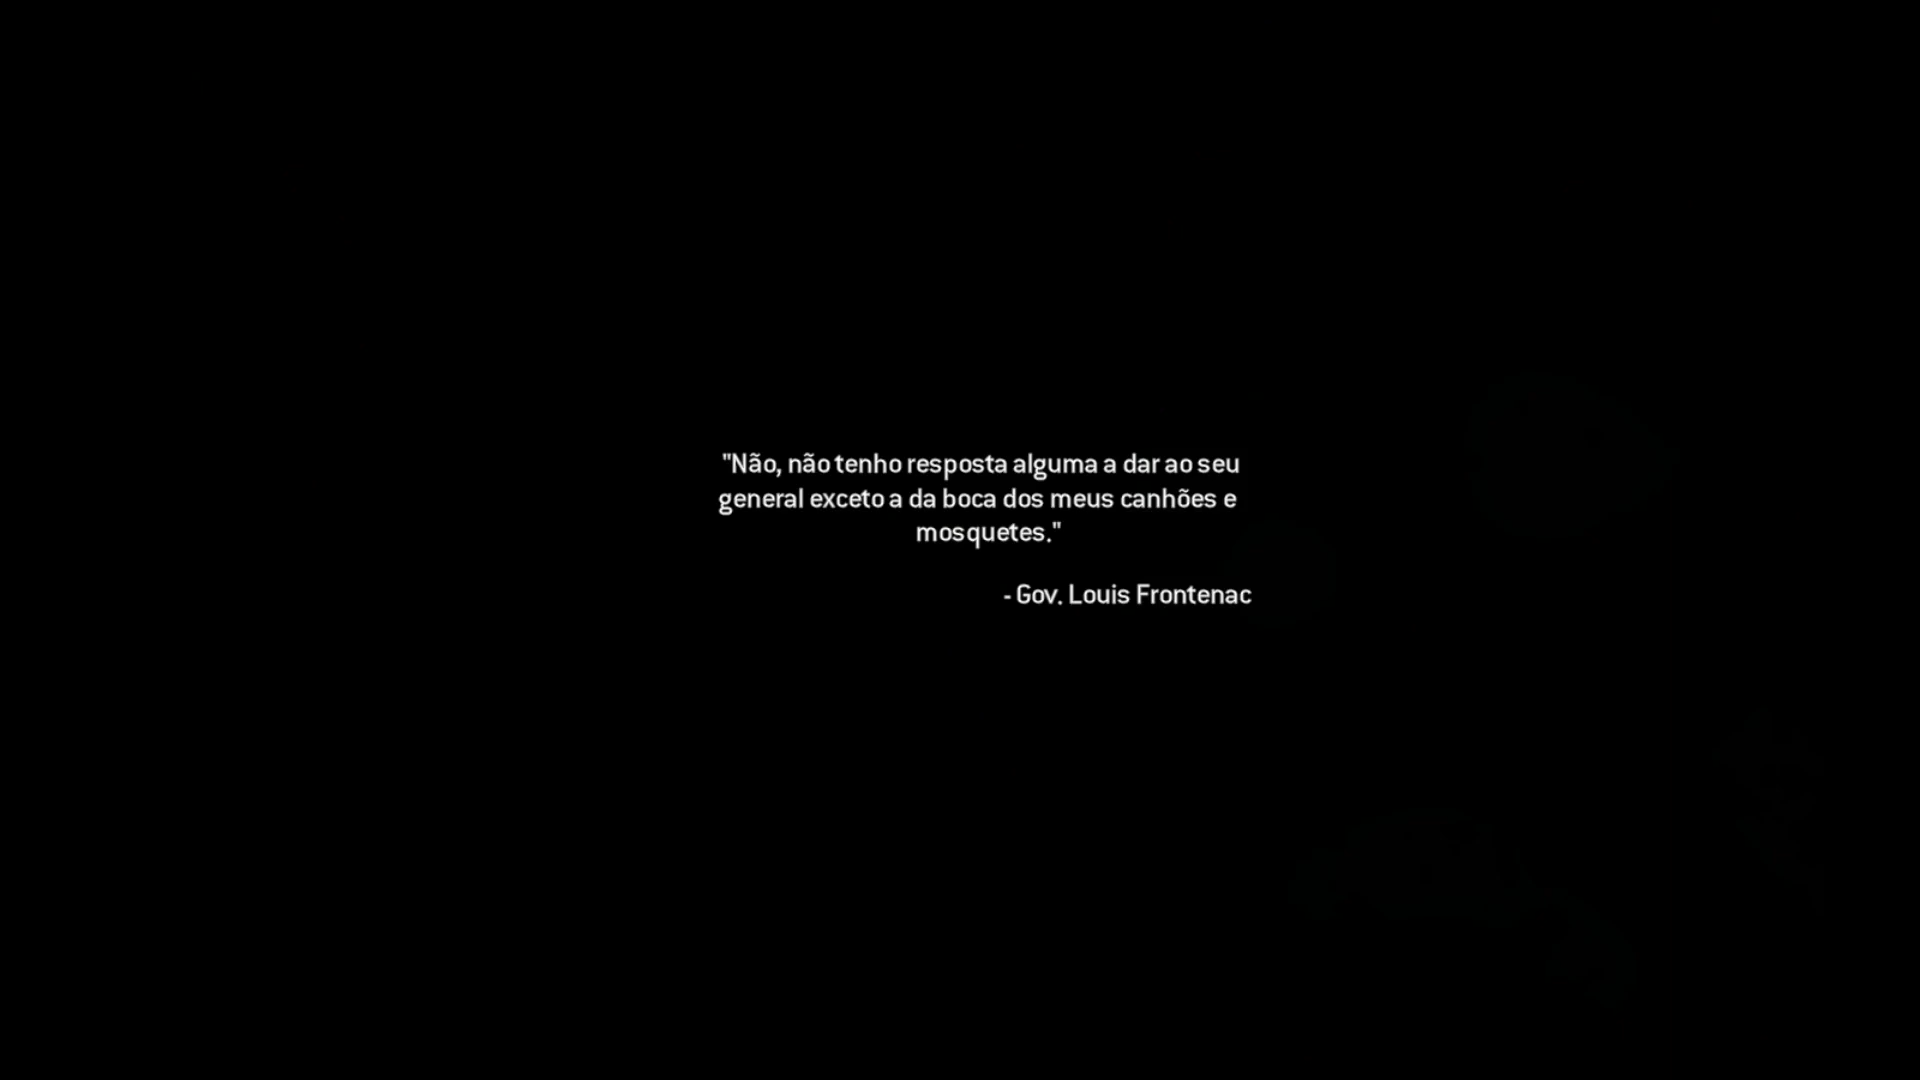 "Não, não tenho resposta alguma a dar ao seu
general exceto a da boca dos meus canhões e
mosquetes."
- Gov. Louis Frontenac